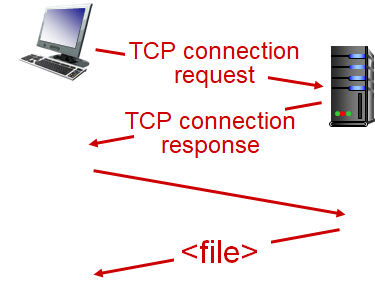 TCP connection
request
TCP connection
response
<file>